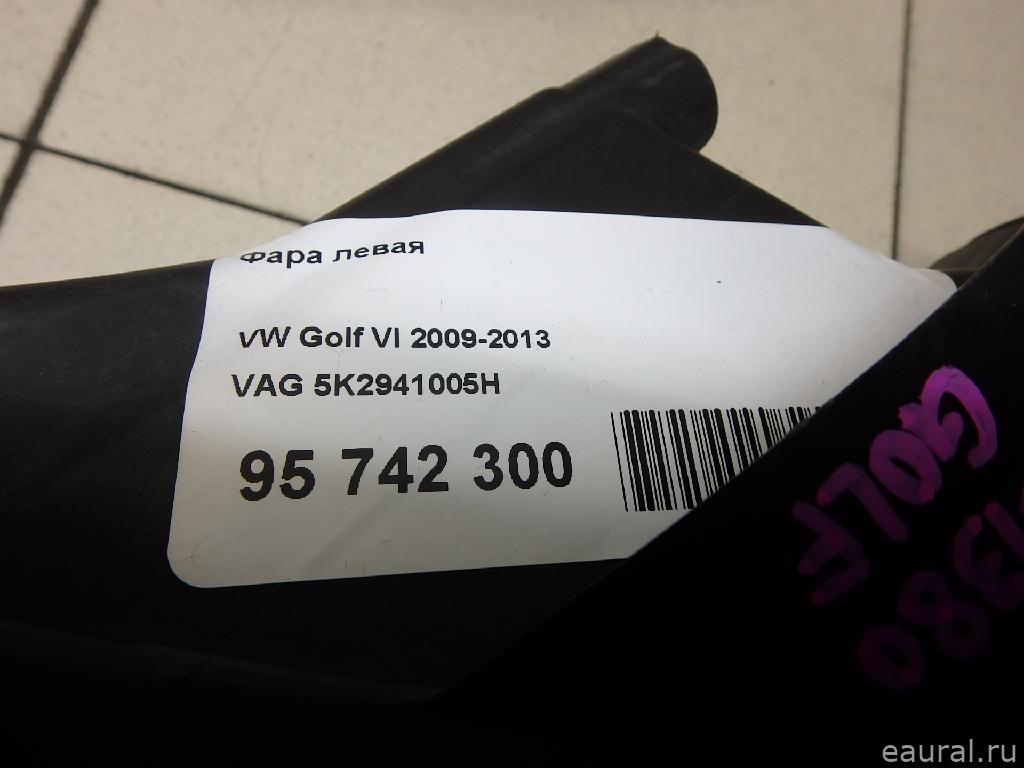 Фара левая
VW Golf VI 2009-2013
VAG 5K2941005H
95 742 300
GOLF
eaural.ru